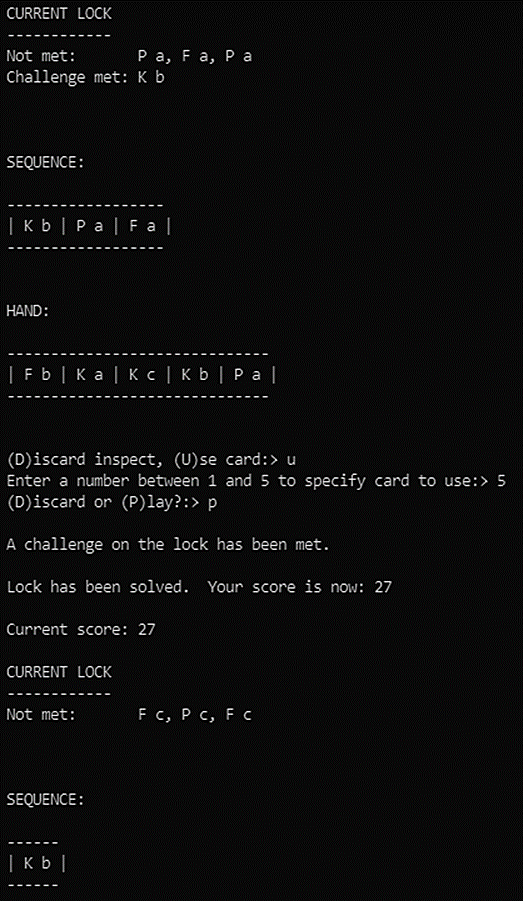 CURRENT LOCK
------------
Not met:       P a, F a, P a
Challenge met: K b
SEQUENCE:
------------------
| K b | P a | F a |
------------------
HAND:
------------------------------
| F b | K a | K c | K b | P a |
------------------------------
(D)iscard inspect, (U)se card:> u
Enter a number between 1 and 5 to specify card to use:> 5
(D)iscard or (P)lay?:> p
A challenge on the lock has been met.
Lock has been solved.  Your score is now: 27
Current score: 27
CURRENT LOCK
------------
Not met:       F c, P c, F c
SEQUENCE:
------
| K b |
------